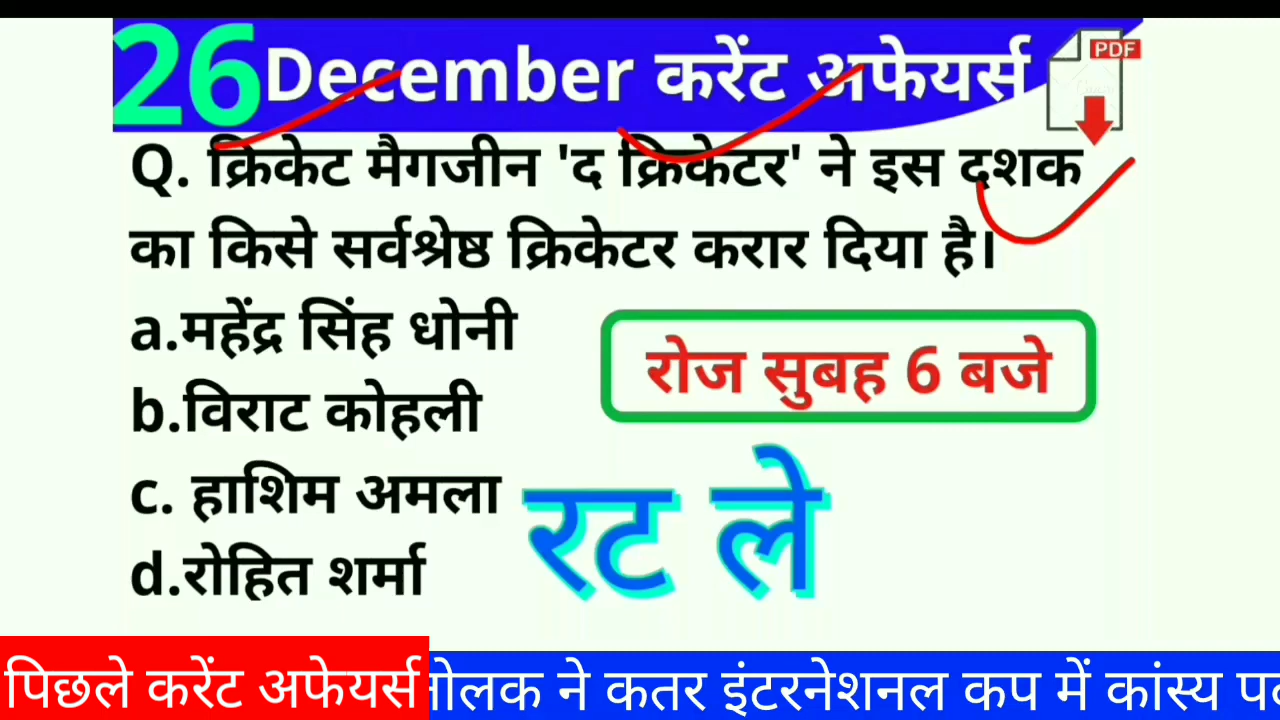 26 December करेंट अफेयर्स
PDF
Q. क्रिकेट मैगजीन 'द क्रिकेटर' ने इस दशक
का किसे सर्वश्रेष्ठ क्रिकेटर करार दिया है।
a.महेंद्र सिंह धोनी
b.विराट कोहली
c. हाशिम अमला
d.रोहित शर्मा
रोज सुबह 6 बजे
रट ले
पिछले करेंट अफेयर्स
ने कतर इंटरनेशनल कप में कांस्य